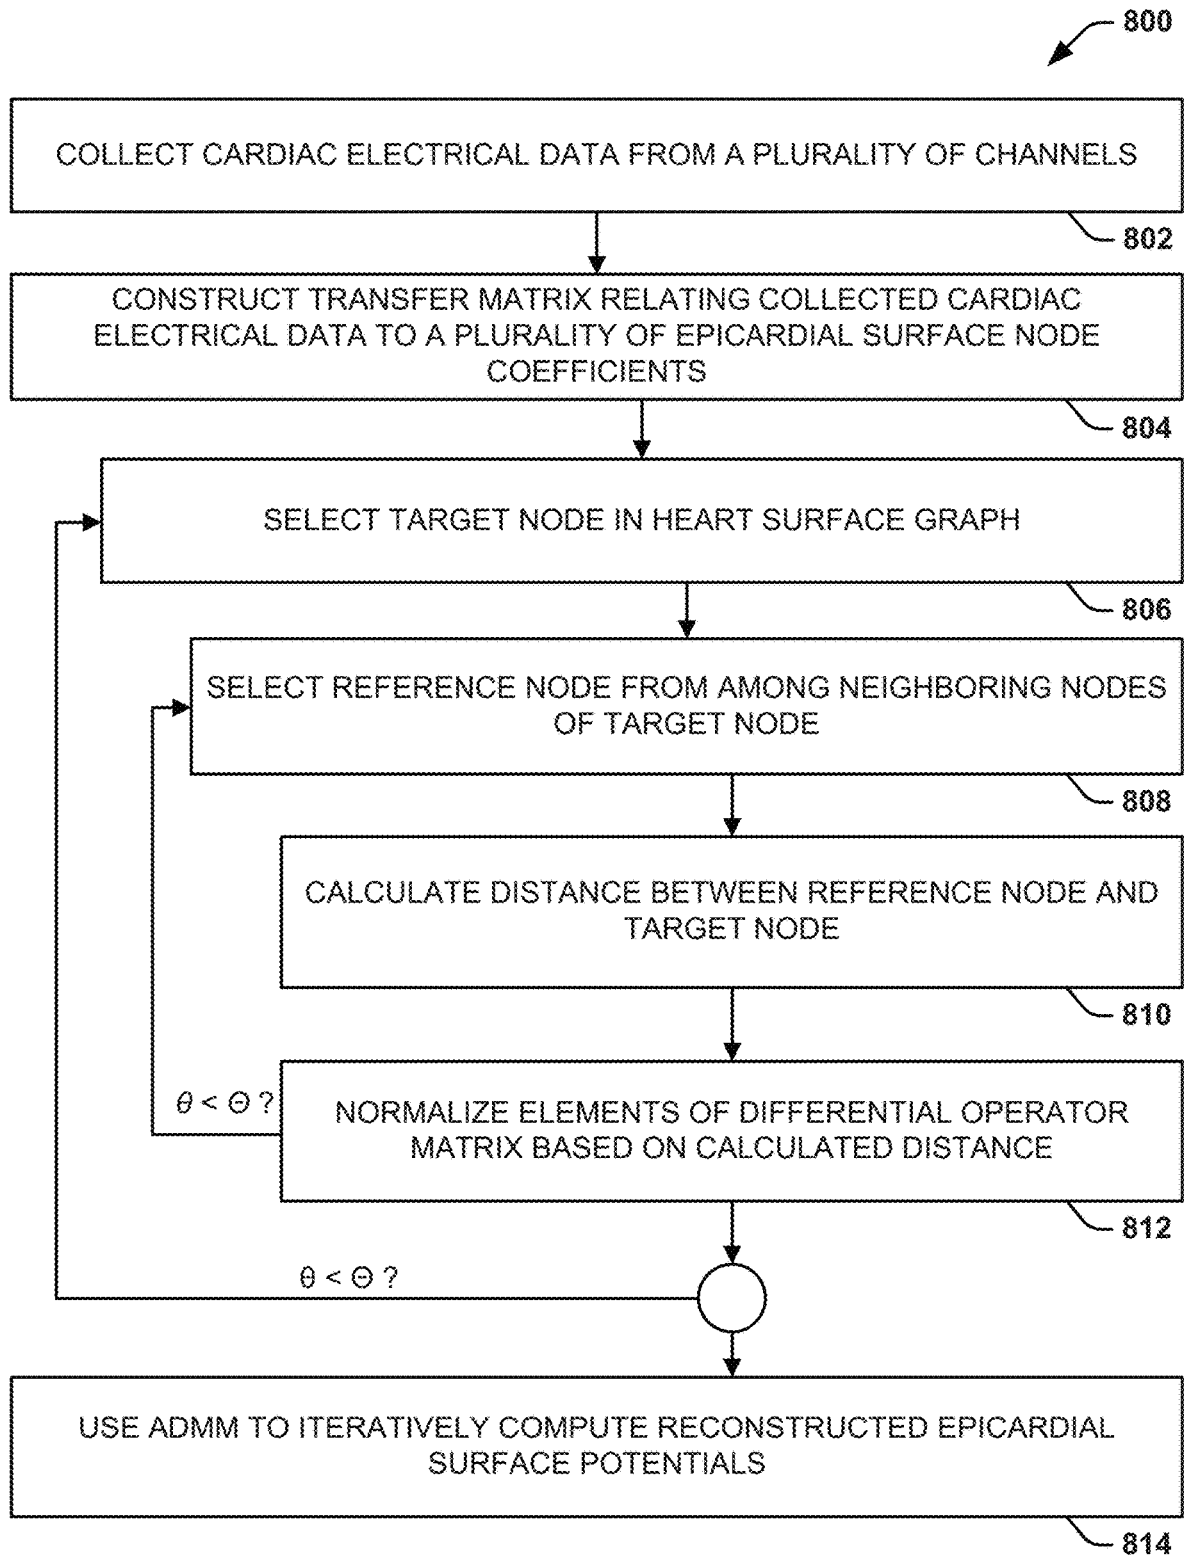 800
COLLECT CARDIAC ELECTRICAL DATA FROM A PLURALITY OF CHANNELS
802
CONSTRUCT TRANSFER MATRIX RELATING COLLECTED CARDIAC
ELECTRICAL DATA TO A PLURALITY OF EPICARDIAL SURFACE NODE
COEFFICIENTS
804
SELECT TARGET NODE IN HEART SURFACE GRAPH
806
SELECT REFERENCE NODE FROM AMONG NEIGHBORING NODES
OF TARGET NODE
808
CALCULATE DISTANCE BETWEEN REFERENCE NODE AND
TARGET NODE
810
θ < Θ ?
NORMALIZE ELEMENTS OF DIFFERENTIAL OPERATOR
MATRIX BASED ON CALCULATED DISTANCE
812
θ < Θ ?
USE ADMM TO ITERATIVELY COMPUTE RECONSTRUCTED EPICARDIAL
SURFACE POTENTIALS
814